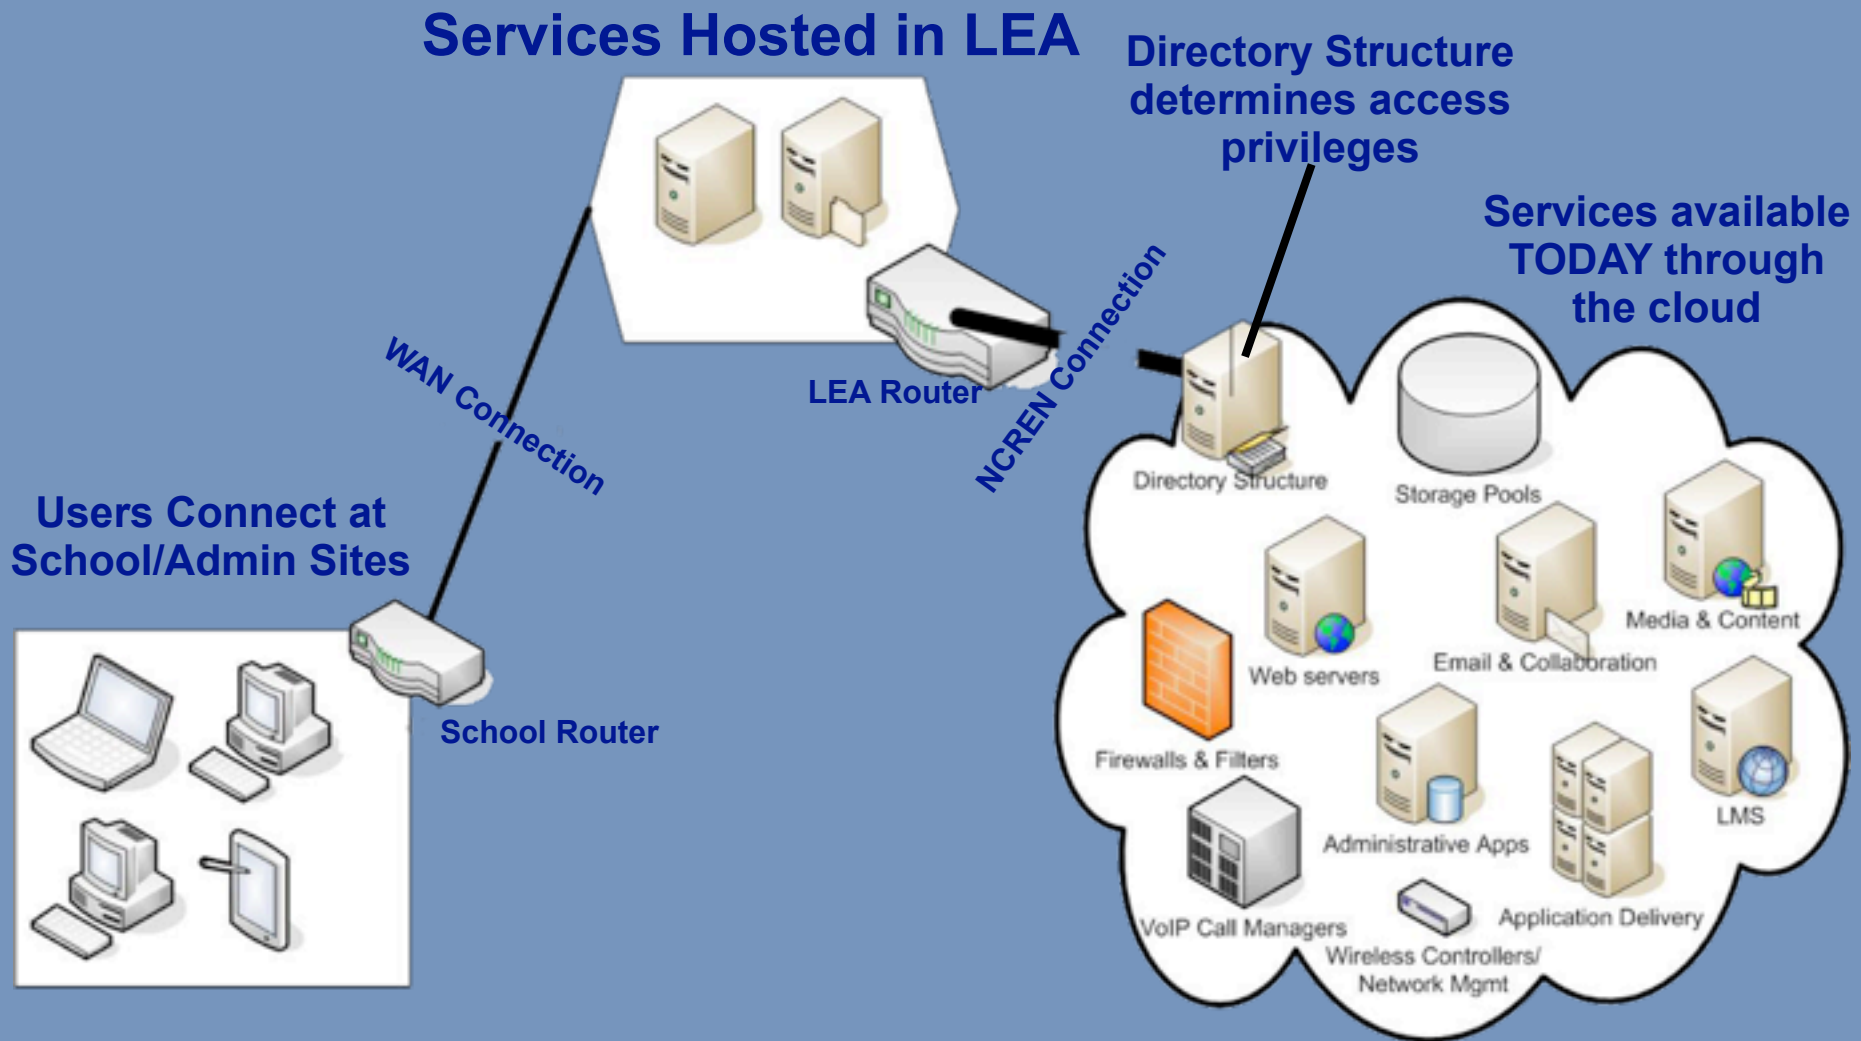 Services Hosted in LEA
Directory Structure
determines access
privileges
Services available
TODAY through
the cloud
WAN Connection
LEA Router
NCREN Connection
Users Connect at
School/Admin Sites
School Router
Directory Structure
Storage Pools
Media & Content
Web servers
Email & Collaboration
Firewalls & Filters
LMS
Administrative Apps
VoIP Call Managers
Application Delivery
Wireless Controllers/
Network Mgmt